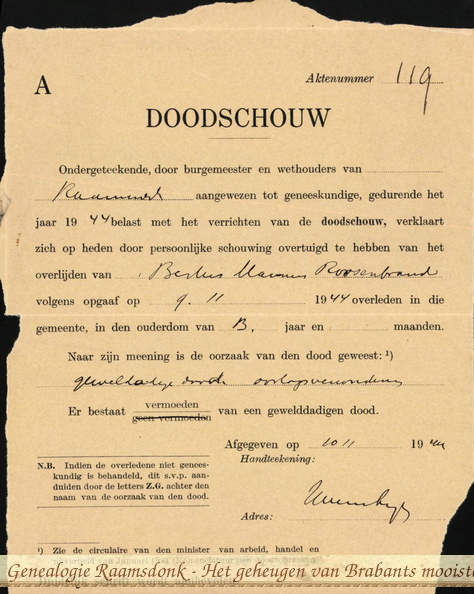 A
Aktenummer 119
DOODSCHOUW
Ondergeteekende, door burgemeester en wethouders van
aangewezen tot geneeskundige, gedurende het
jaar 1944 belast met het verrichten van de doodschouw, verklaart
zich op heden door persoonlijke schouwing overtuigd te hebben van het
overlijden van Roosenbrand
volgens opgaaf op 9.11 1944 overleden in die
gemeente, in den ouderdom van jaar en maanden.
Naar zijn meening is de oorzaak van den dood geweest: ¹)
gewelddadige dood
Er bestaat vermoeden
geen vermoeden van een gewelddadigen dood.
Afgegeven op 10 11 1944
Handteekening:
N.B. Indien de overledene niet genees-
kundig is behandeld, dit s.v.p. aan-
duiden door de letters Z.G. achter den
naam van de oorzaak van den dood.
Adres:
¹) Zie de circulaire van den minister van arbeid, handel en
Genealogie Raamsdonk - Het geheugen van Brabants mooiste